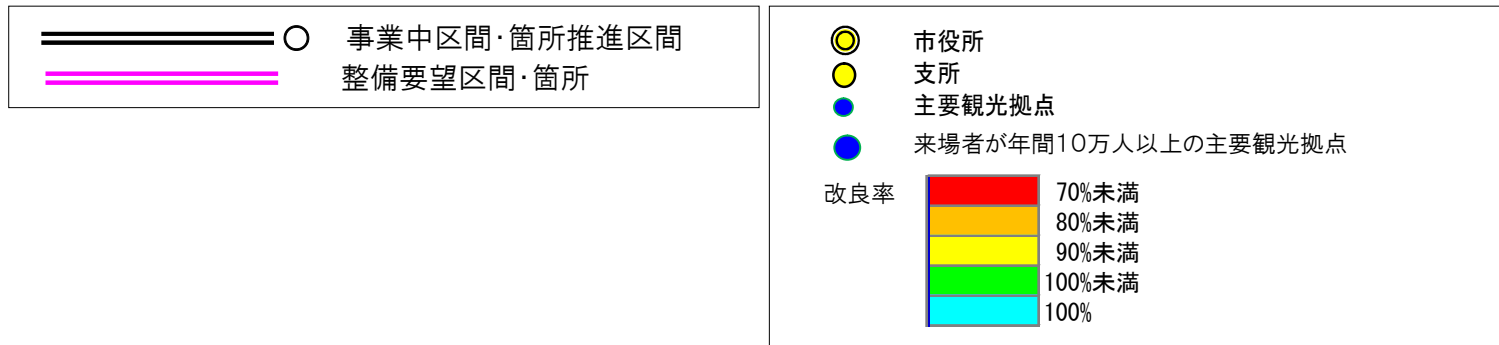 事業中区間・箇所推進区間
整備要望区間・箇所
市役所
支所
主要観光拠点
来場者が年間10万人以上の主要観光拠点
改良率
70%未満
80%未満
90%未満
100%未満
100%